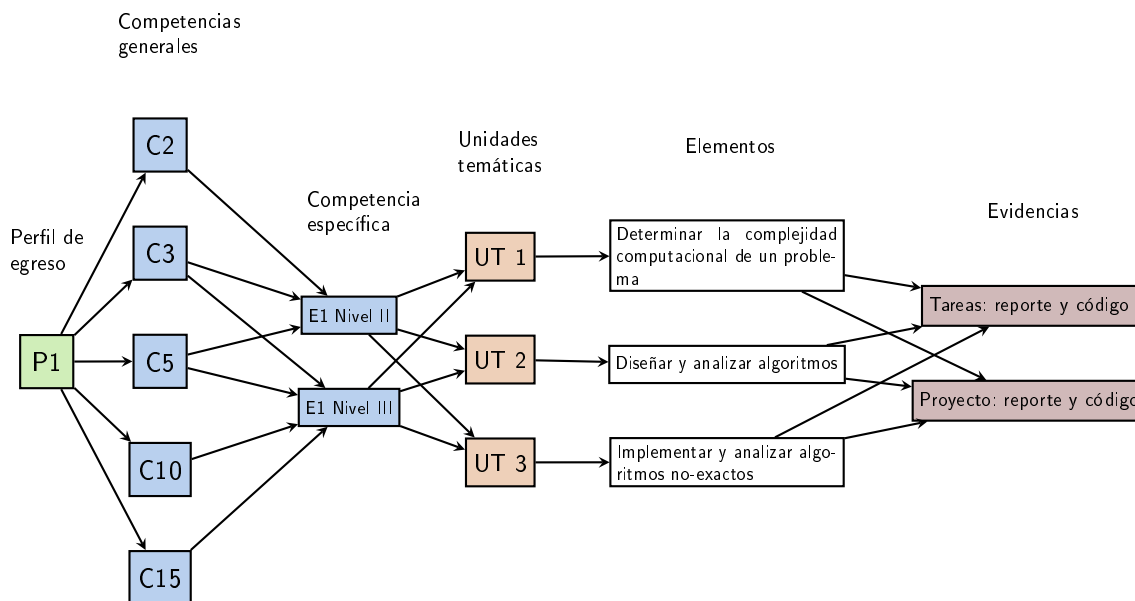 Competencias
generales
C2
Unidades
temáticas
Elementos
Competencia
específica
Evidencias
Perfil de
egreso
C3
UT 1
Determinar la complejidad
computacional de un proble-
ma
E1 Nivel II
Tareas: reporte y código
P1
C5
UT 2
Diseñar y analizar algoritmos
E1 Nivel III
Proyecto: reporte y código
C10
UT 3
Implementar y analizar algo-
ritmos no-exactos
C15